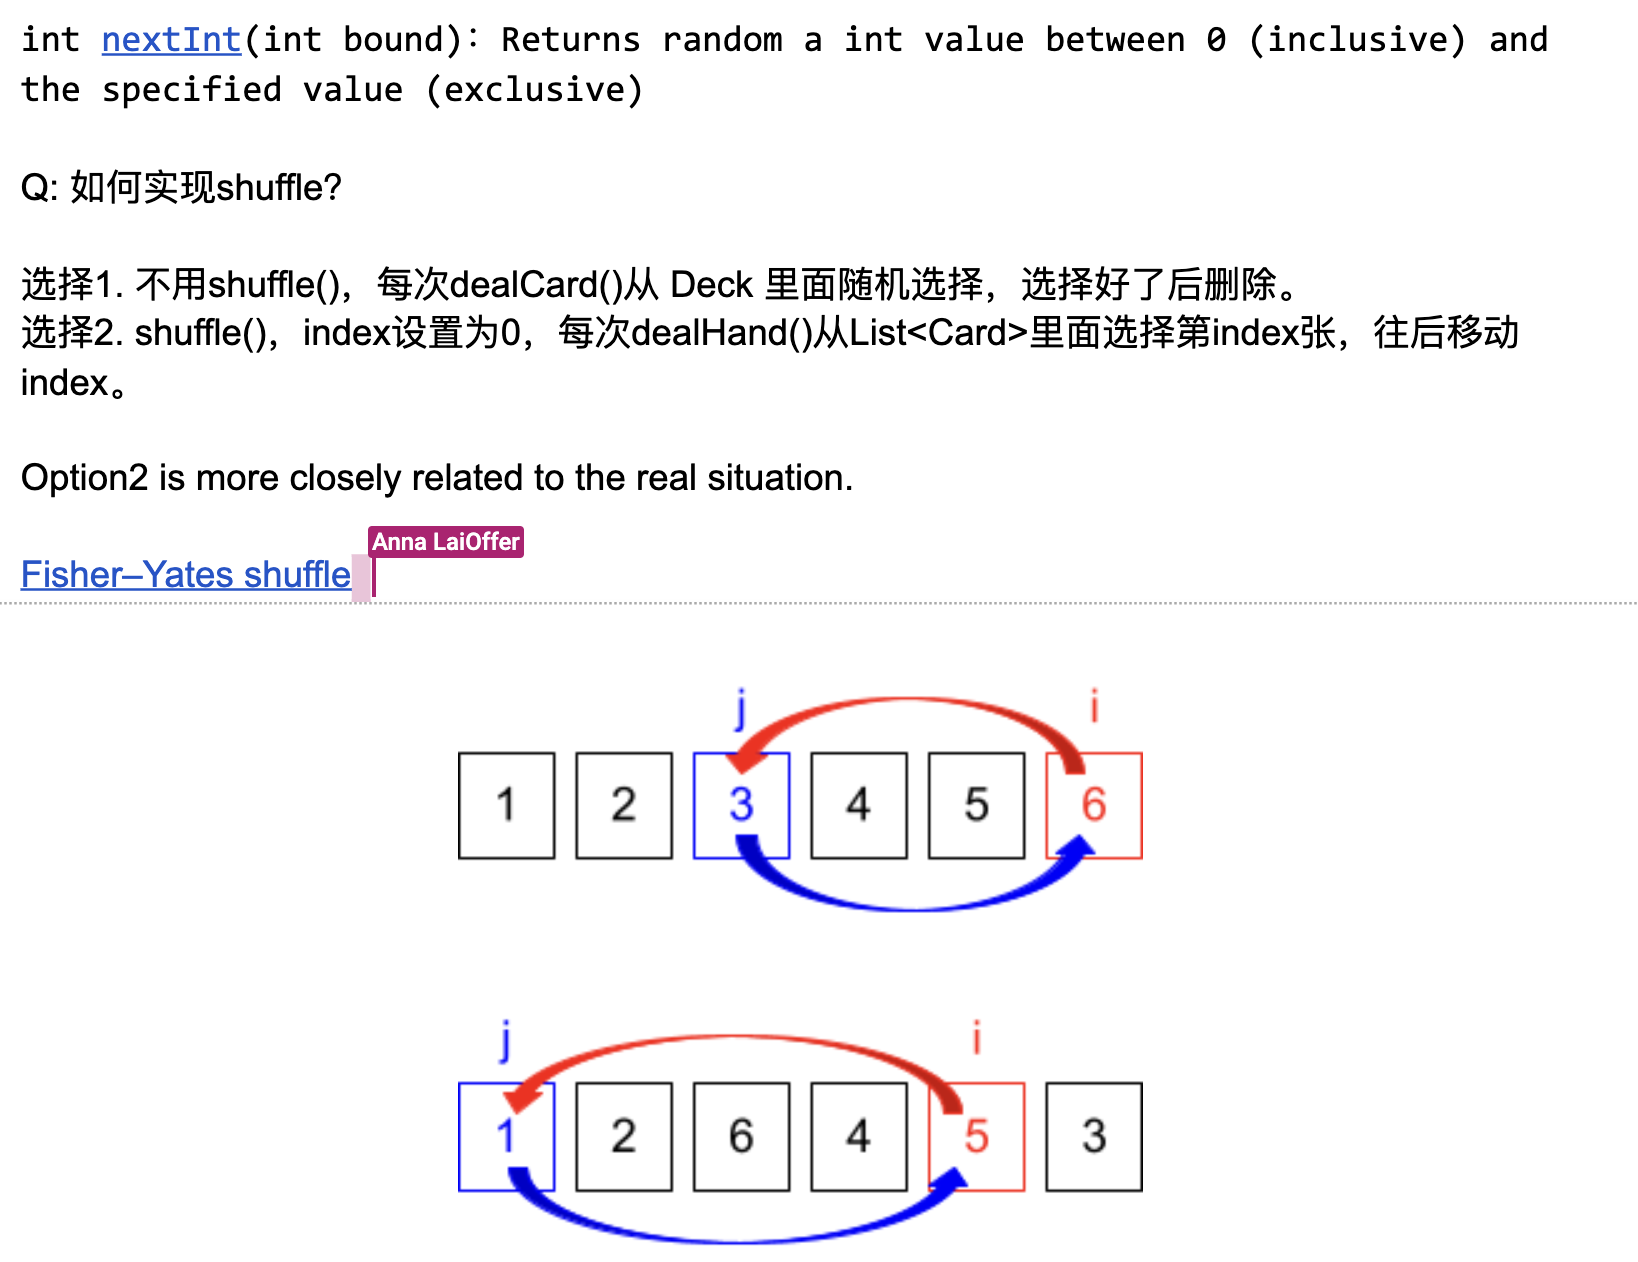 int nextInt(int bound): Returns random a int value between 0 (inclusive) and
the specified value (exclusive)
Q: 如何实现shuffle?
选择1. 不用shuffle()，每次dealCard()从 Deck 里面随机选择，选择好了后删除。
选择2. shuffle()，index设置为0，每次dealHand()从List<Card>里面选择第index张，往后移动
index。
Option2 is more closely related to the real situation.
Anna LaiOffer
Fisher–Yates shuffle
j i
1 2 3 4 5 6
j i
1 2 6 4 5 3